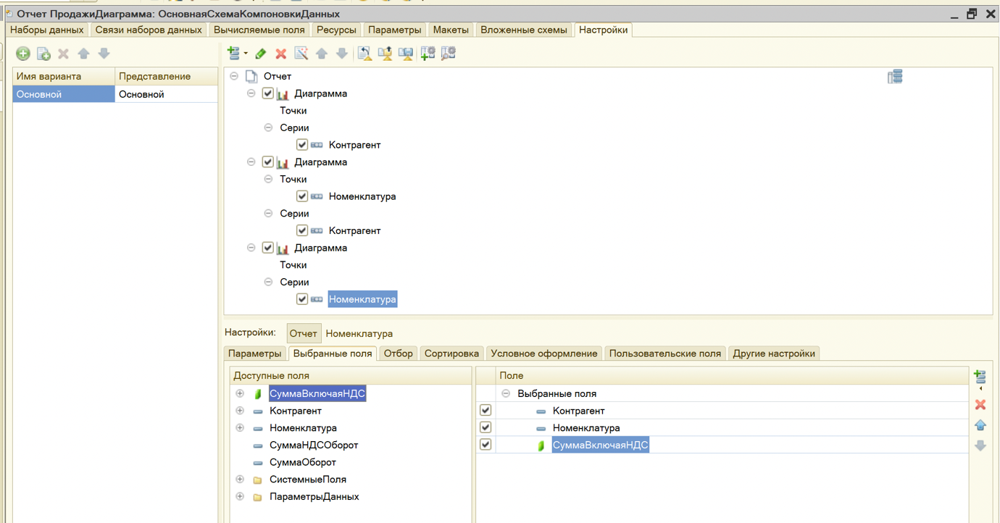 Отчет ПродажиДиаграмма: ОсновнаяСхемаКомпоновкиДанных
Наборы данных Связи наборов данных Вычисляемые поля Ресурсы Параметры Макеты Вложенные схемы Настройки
Имя варианта Представление
Основной Основной
Отчет
Диаграмма
Точки
Серии
Контрагент
Диаграмма
Точки
Номенклатура
Серии
Контрагент
Диаграмма
Точки
Серии
Номенклатура
Настройки: Отчет Номенклатура
Параметры Выбранные поля Отбор Сортировка Условное оформление Пользовательские поля Другие настройки
Доступные поля
СуммаВключаяНДС
Контрагент
Номенклатура
СуммаНДСОборот
СуммаОборот
СистемныеПоля
ПараметрыДанных
Поле
Выбранные поля
Контрагент
Номенклатура
СуммаВключаяНДС